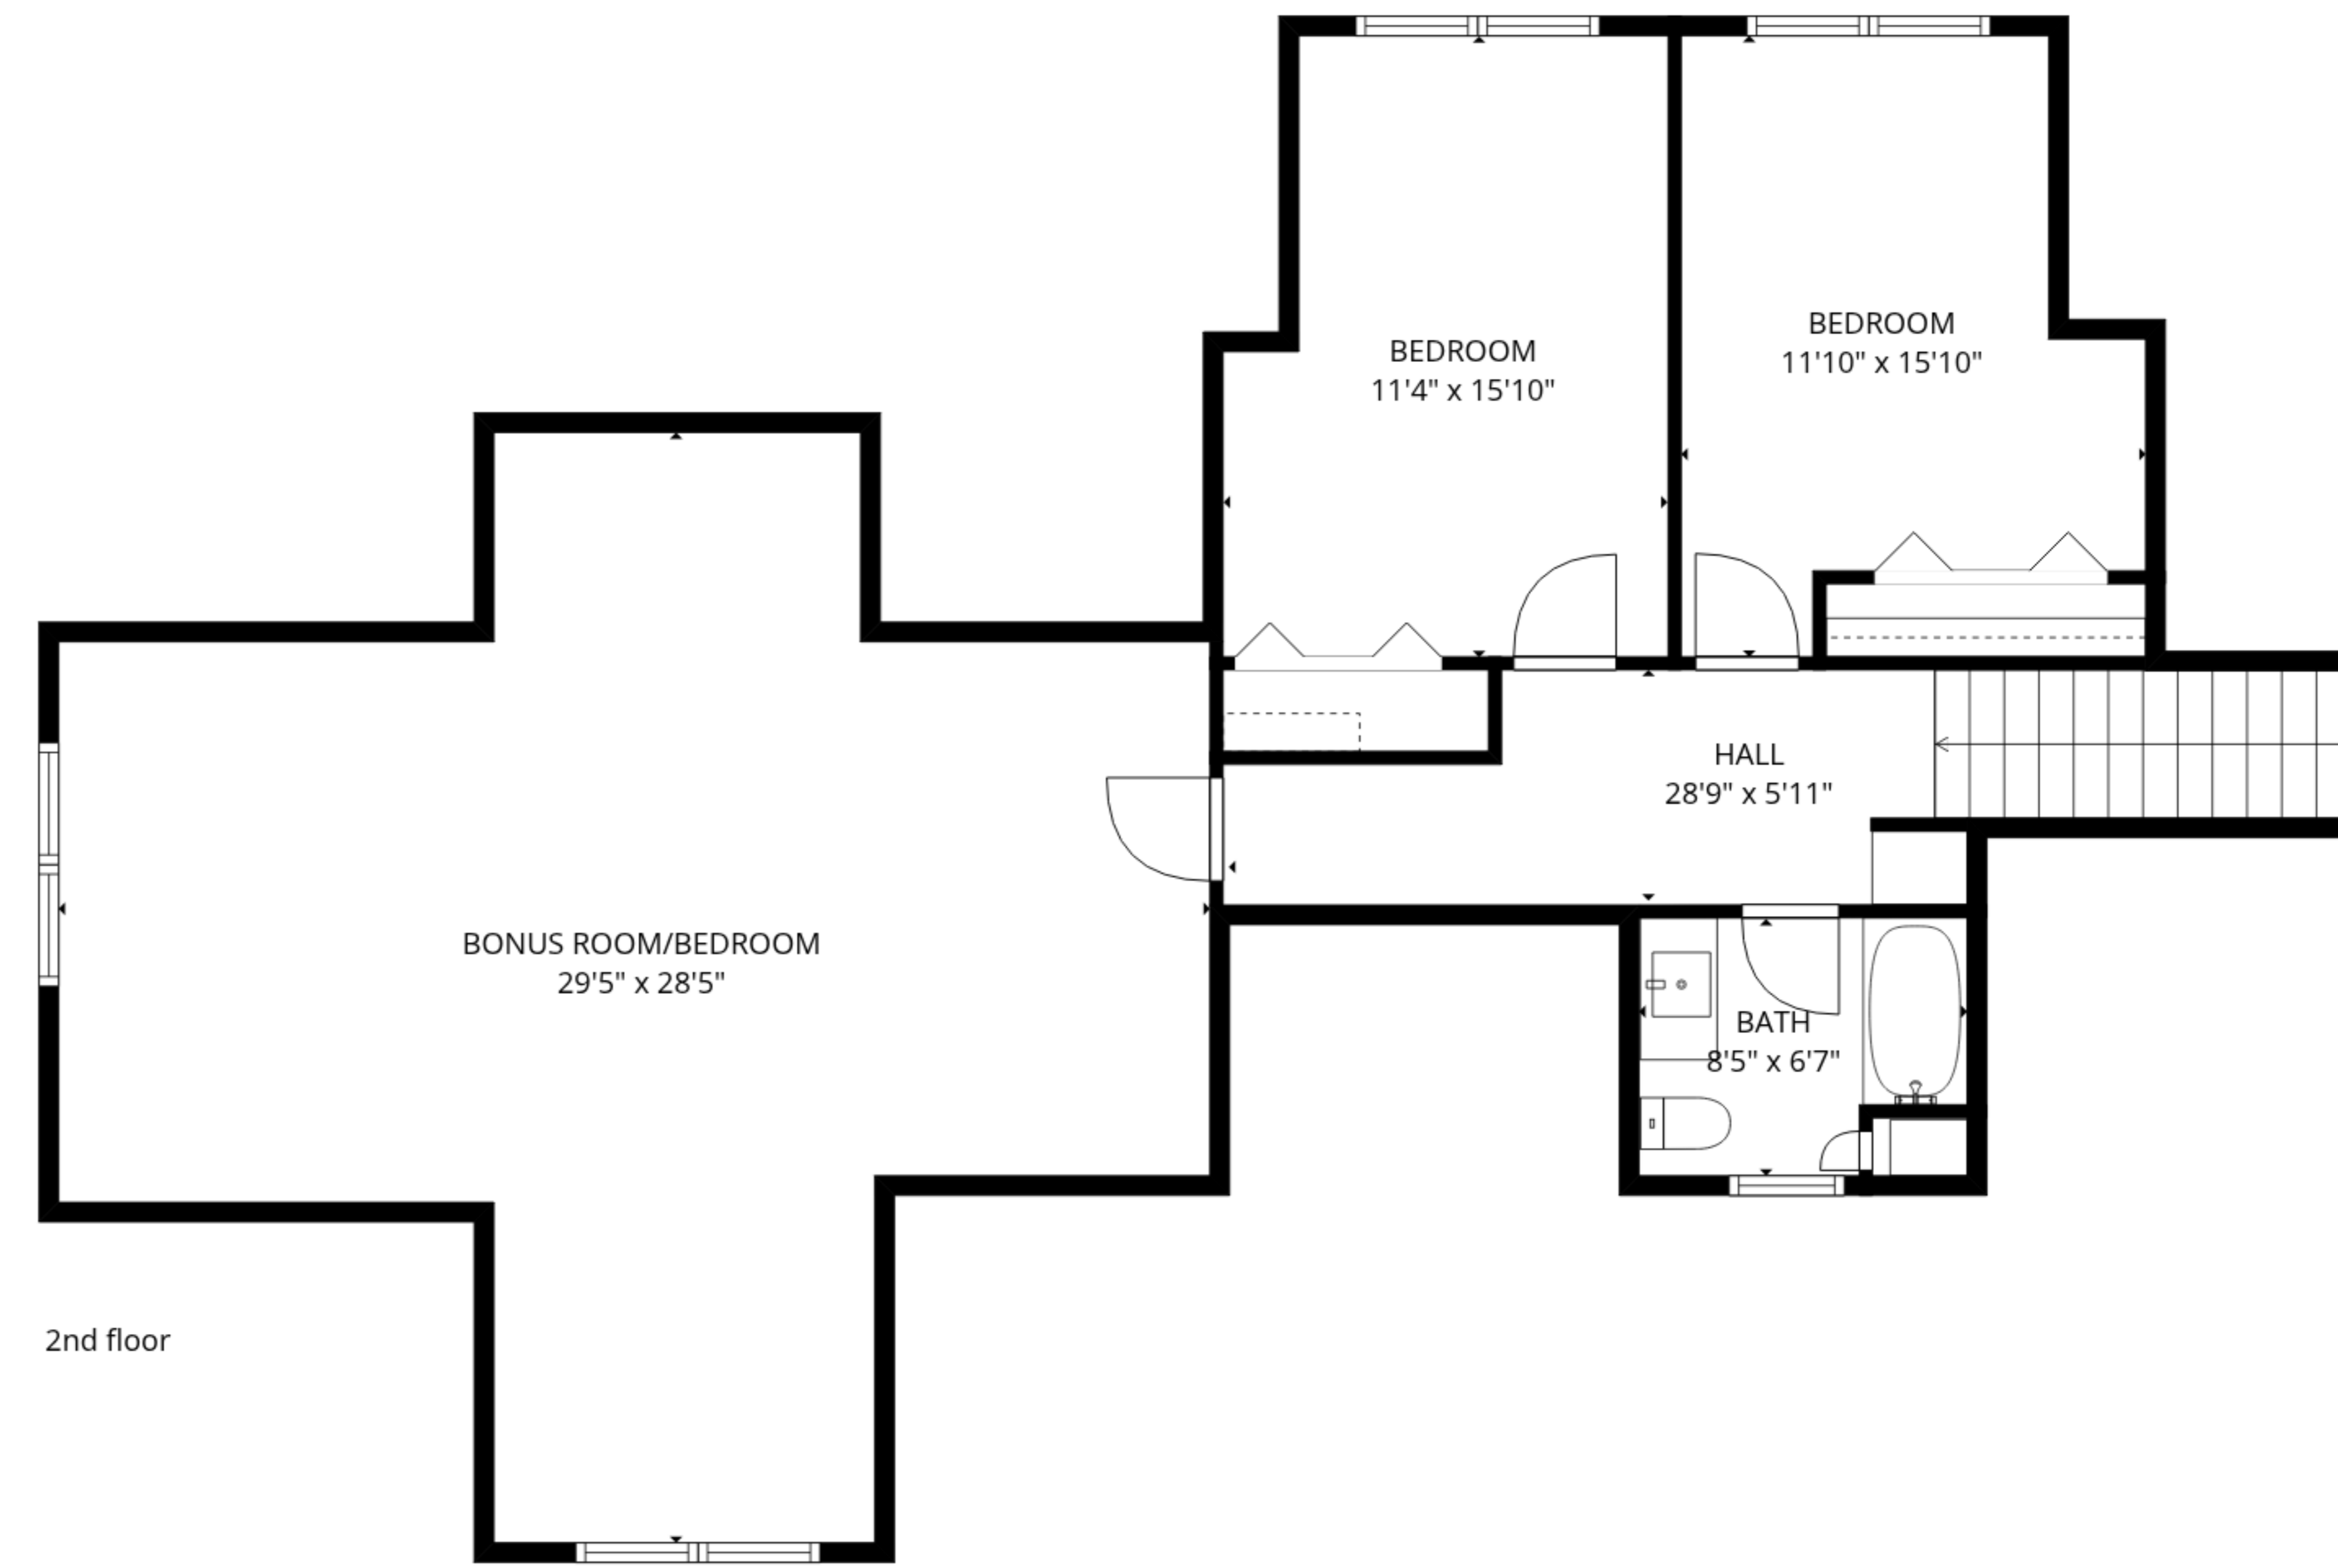 BEDROOM
11'4" x 15'10"
BEDROOM
11'10" x 15'10"
HALL
28'9" x 5'11"
BONUS ROOM/BEDROOM
29'5" x 28'5"
BATH
8'5" x 6'7"
2nd floor